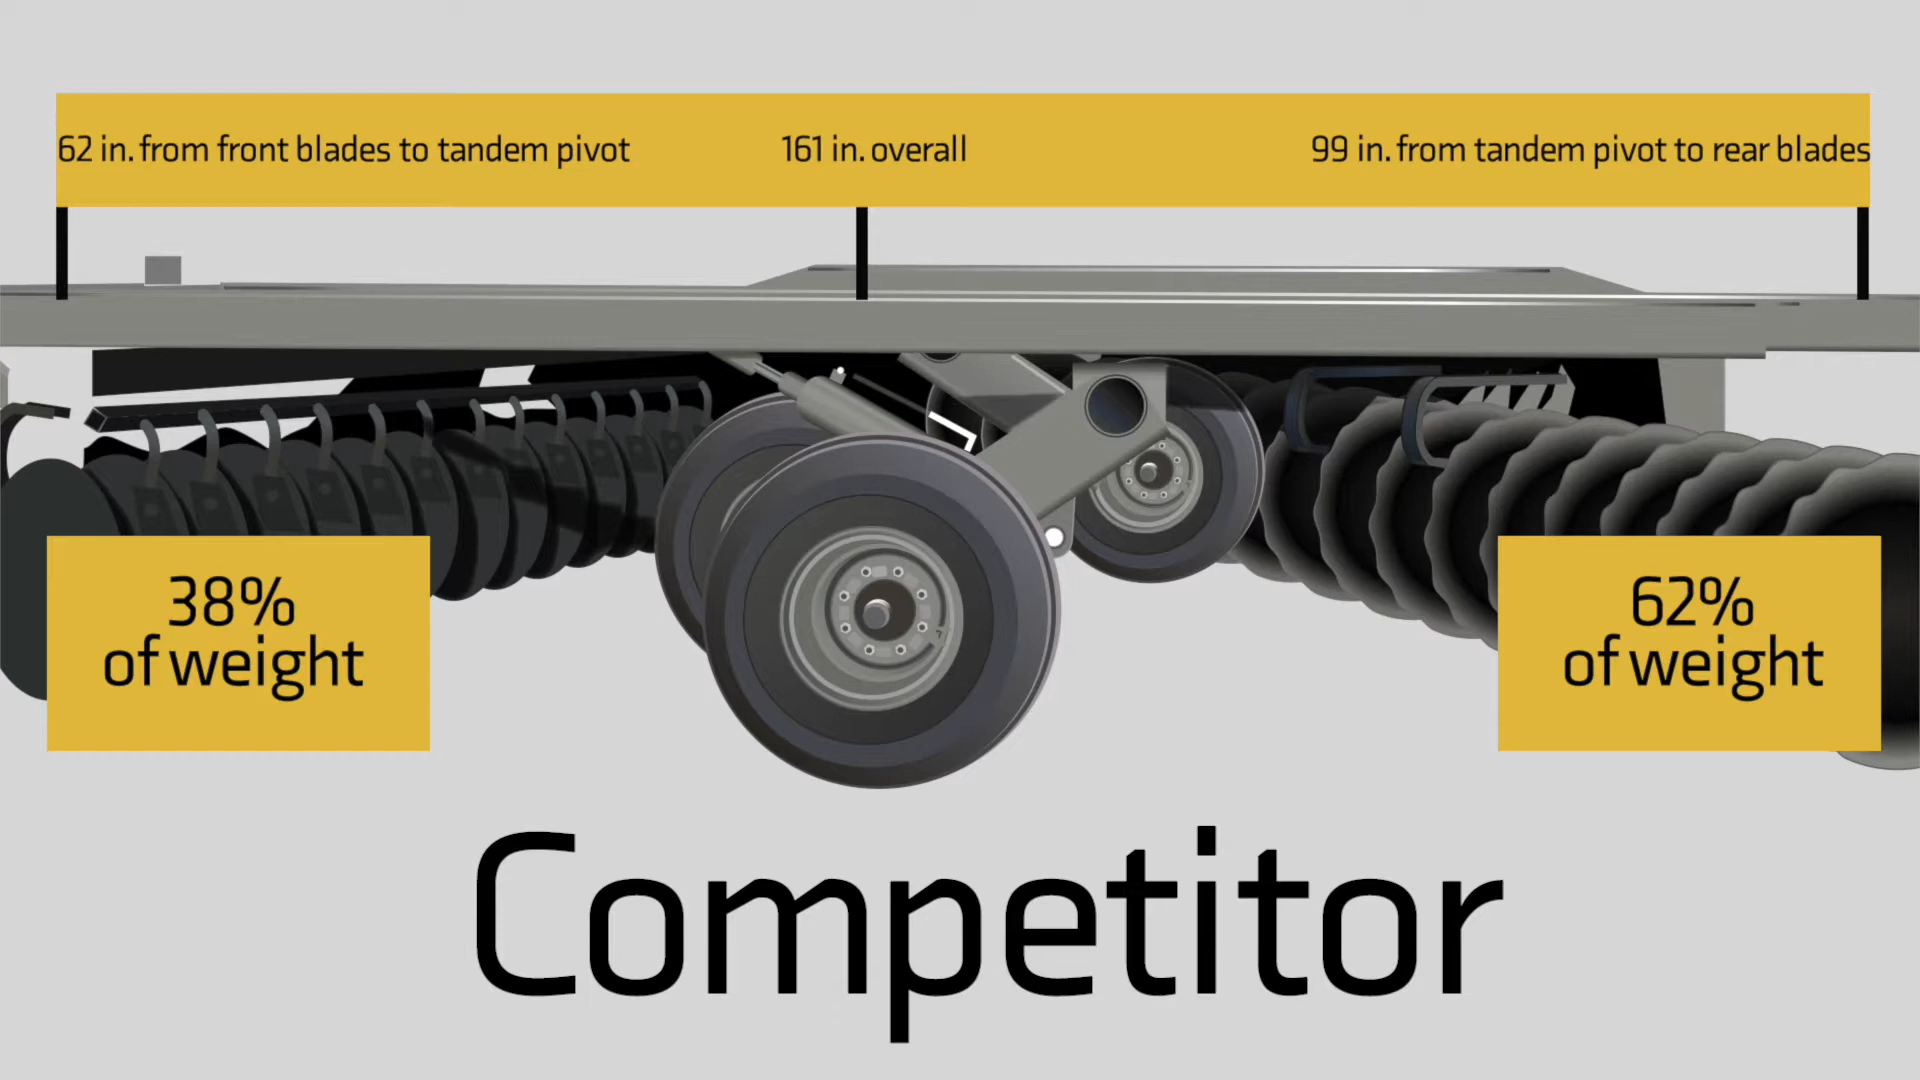 62 in. from front blades to tandem pivot
161 in. overall
99 in. from tandem pivot to rear blades
38%
of weight
62%
of weight
Competitor